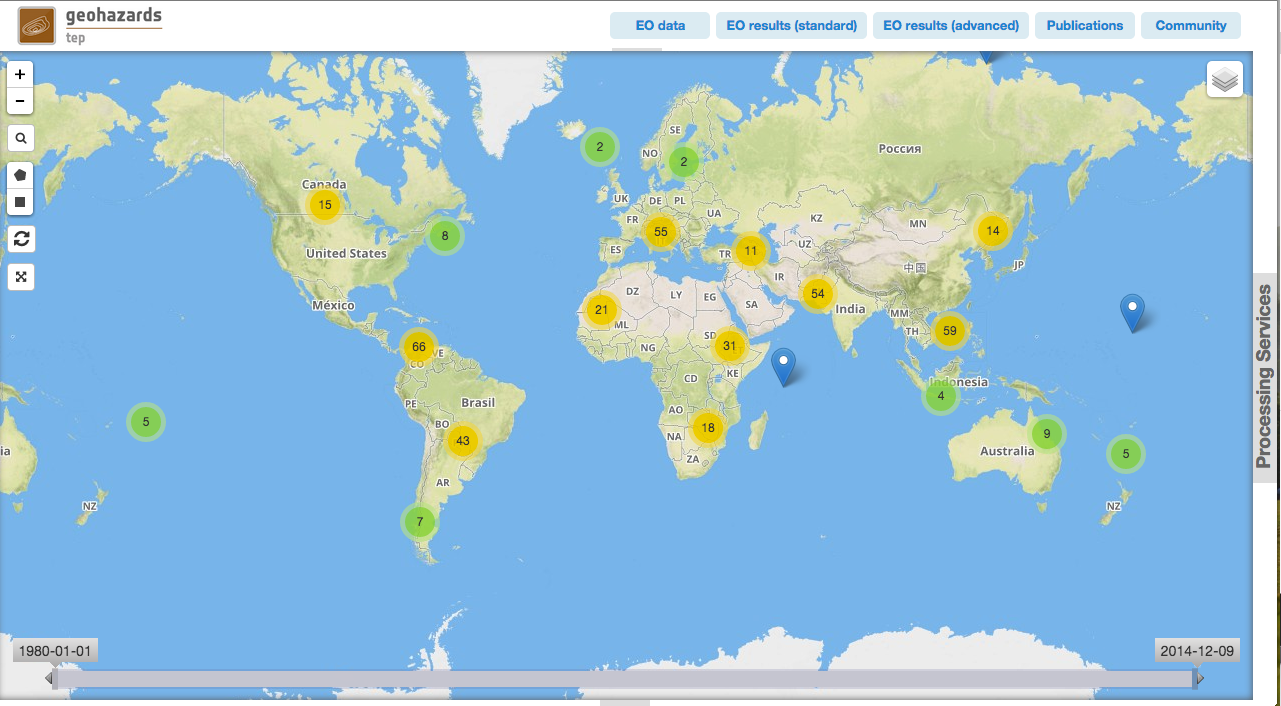 geohazards
tep
EO data
EO results (standard)
EO results (advanced)
Publications
Community
+
−
2
SE
NO
2
Россия
Canada
15
UK
DE
PL
8
FR
55
UA
KZ
MN
14
United States
ES
TR
11
UZ
中国
JP
IR
México
DZ
LY
EG
SA
54
India
21
ML
MM
TH
59
66
VE
CO
NG
SD
31
KE
CD
Indonesia
4
Processing Services
5
PE
Brasil
AO
BO
43
NA
18
9
ia
Australia
5
ZA
AR
NZ
NZ
7
1980-01-01
2014-12-09